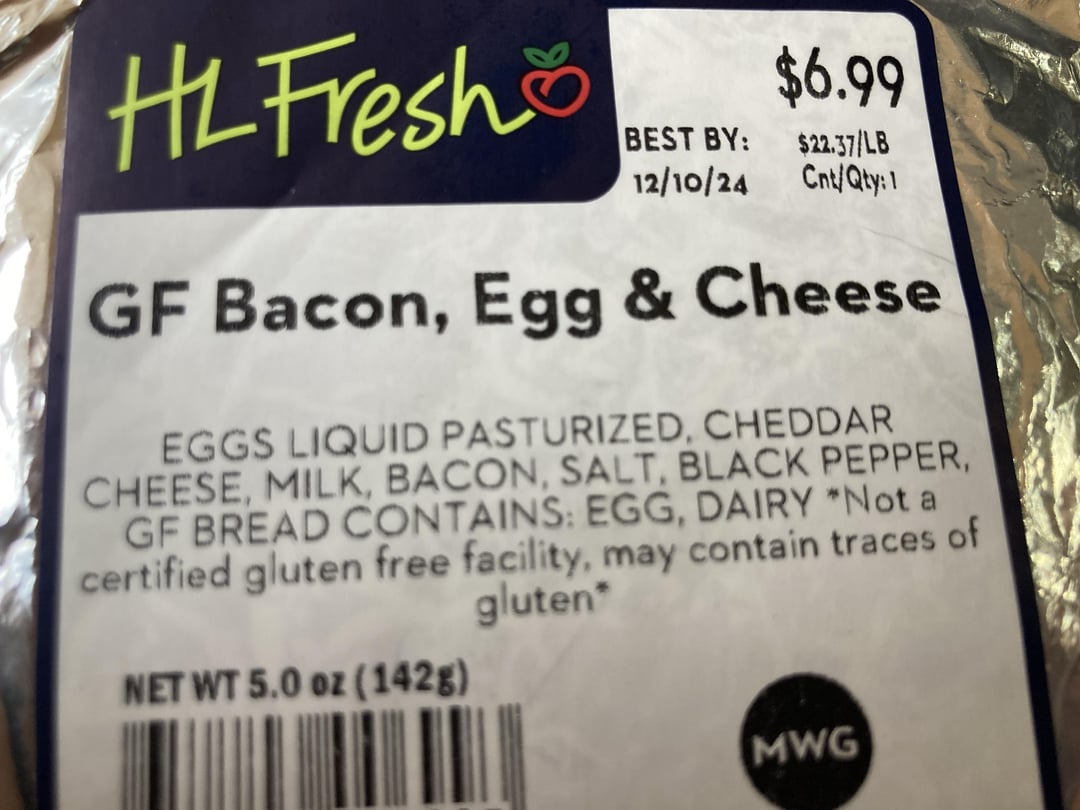 HL Fresh
$6.99
BEST BY:
$22.37/LB
12/10/24
Cnt/Qty: 1
GF Bacon, Egg & Cheese
EGGS LIQUID PASTURIZED, CHEDDAR
CHEESE, MILK, BACON, SALT, BLACK PEPPER,
GF BREAD CONTAINS: EGG, DAIRY *Not a
certified gluten free facility, may contain traces of
gluten*
NET WT 5.0 oz (142g)
MWG